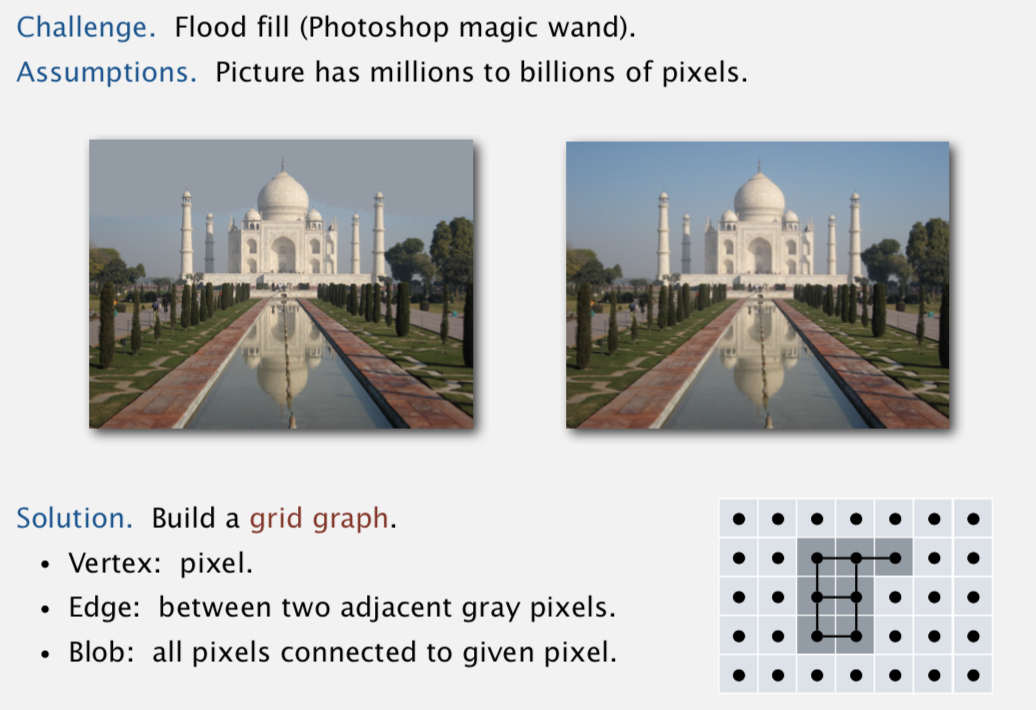 Challenge. Flood fill (Photoshop magic wand).
Assumptions. Picture has millions to billions of pixels.
Solution. Build a grid graph.
• Vertex: pixel.
• Edge: between two adjacent gray pixels.
• Blob: all pixels connected to given pixel.